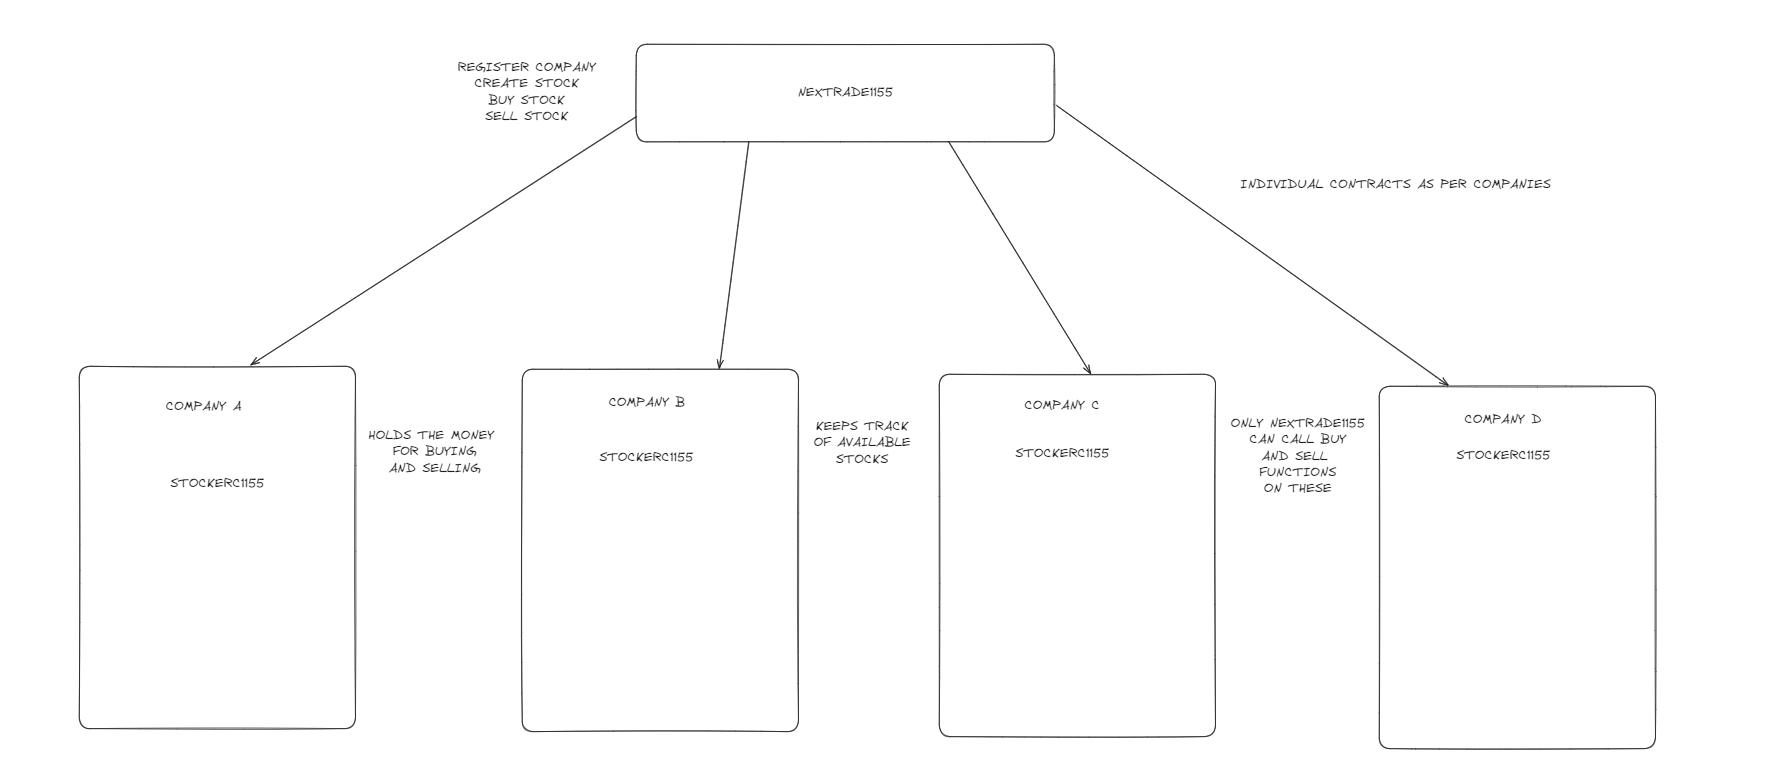 REGISTER COMPANY
CREATE STOCK
BUY STOCK
SELL STOCK
NEXTRADE1155
INDIVIDUAL CONTRACTS AS PER COMPANIES
COMPANY A
STOCKERC1155
HOLDS THE MONEY
FOR BUYING
AND SELLING
COMPANY B
STOCKERC1155
KEEPS TRACK
OF AVAILABLE
STOCKS
COMPANY C
STOCKERC1155
ONLY NEXTRADE1155
CAN CALL BUY
AND SELL
FUNCTIONS
ON THESE
COMPANY D
STOCKERC1155